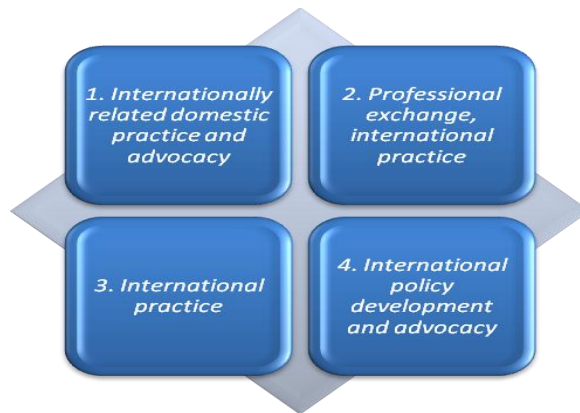 1. Internationally
related domestic
practice and
advocacy
2. Professional
exchange,
international
practice
3. International
practice
4. International
policy
development
and advocacy